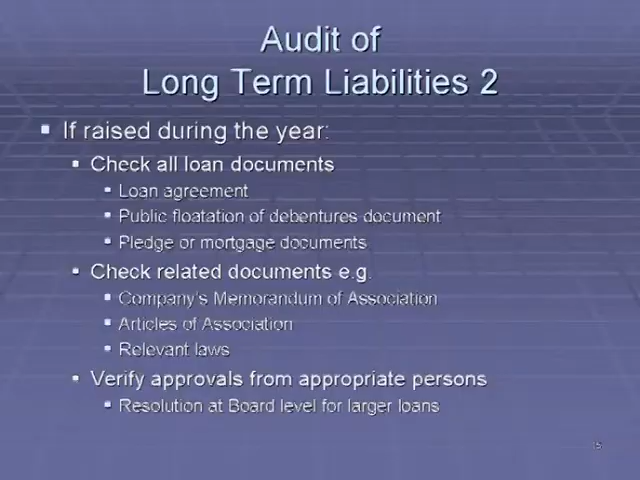 Audit of
Long Term Liabilities 2
If raised during the year:
Check all loan documents
Loan agreement
Public floatation of debentures document
Pledge or mortgage documents
Check related documents e.g.
Company's Memorandum of Association
Articles of Association
Relevant laws
Verify approvals from appropriate persons
Resolution at Board level for larger loans